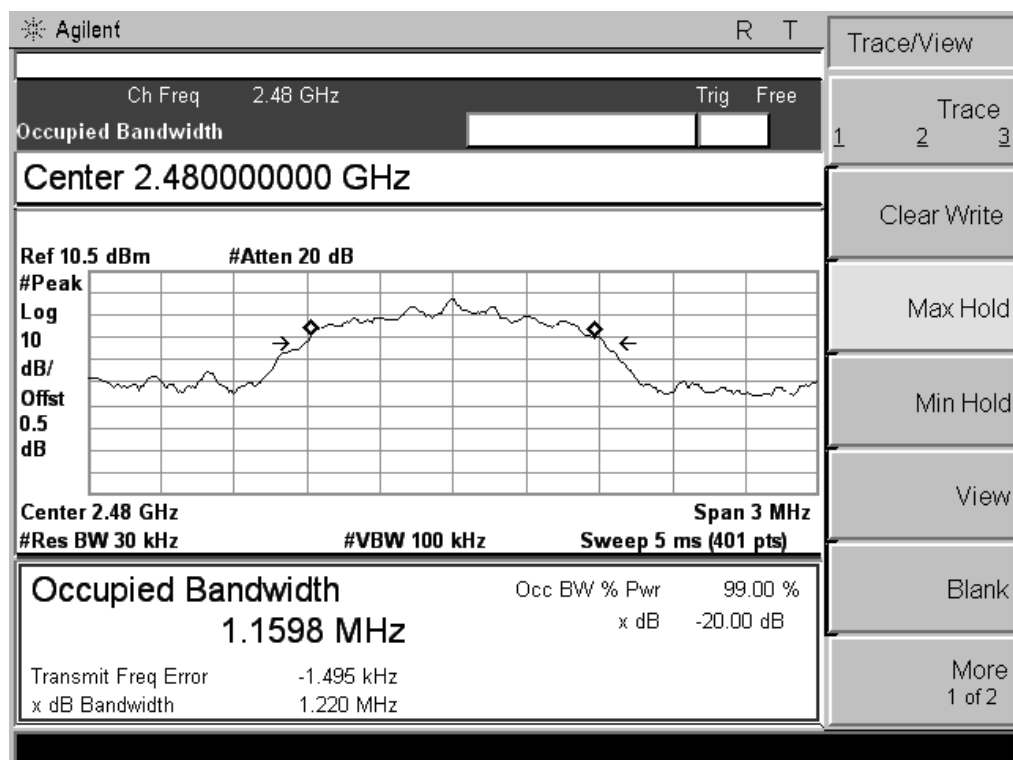 Agilent R T
Trace/View
Ch Freq 2.48 GHz Trig Free
Occupied Bandwidth
Center 2.480000000 GHz
Ref 10.5 dBm #Atten 20 dB
#Peak
Log
10
dB/
Offst
0.5
dB
Center 2.48 GHz Span 3 MHz
#Res BW 30 kHz #VBW 100 kHz Sweep 5 ms (401 pts)
Occupied Bandwidth
1.1598 MHz
Occ BW % Pwr 99.00 %
x dB -20.00 dB
Transmit Freq Error -1.495 kHz
x dB Bandwidth 1.220 MHz
Trace
1 2 3
Clear Write
Max Hold
Min Hold
View
Blank
More
1 of 2